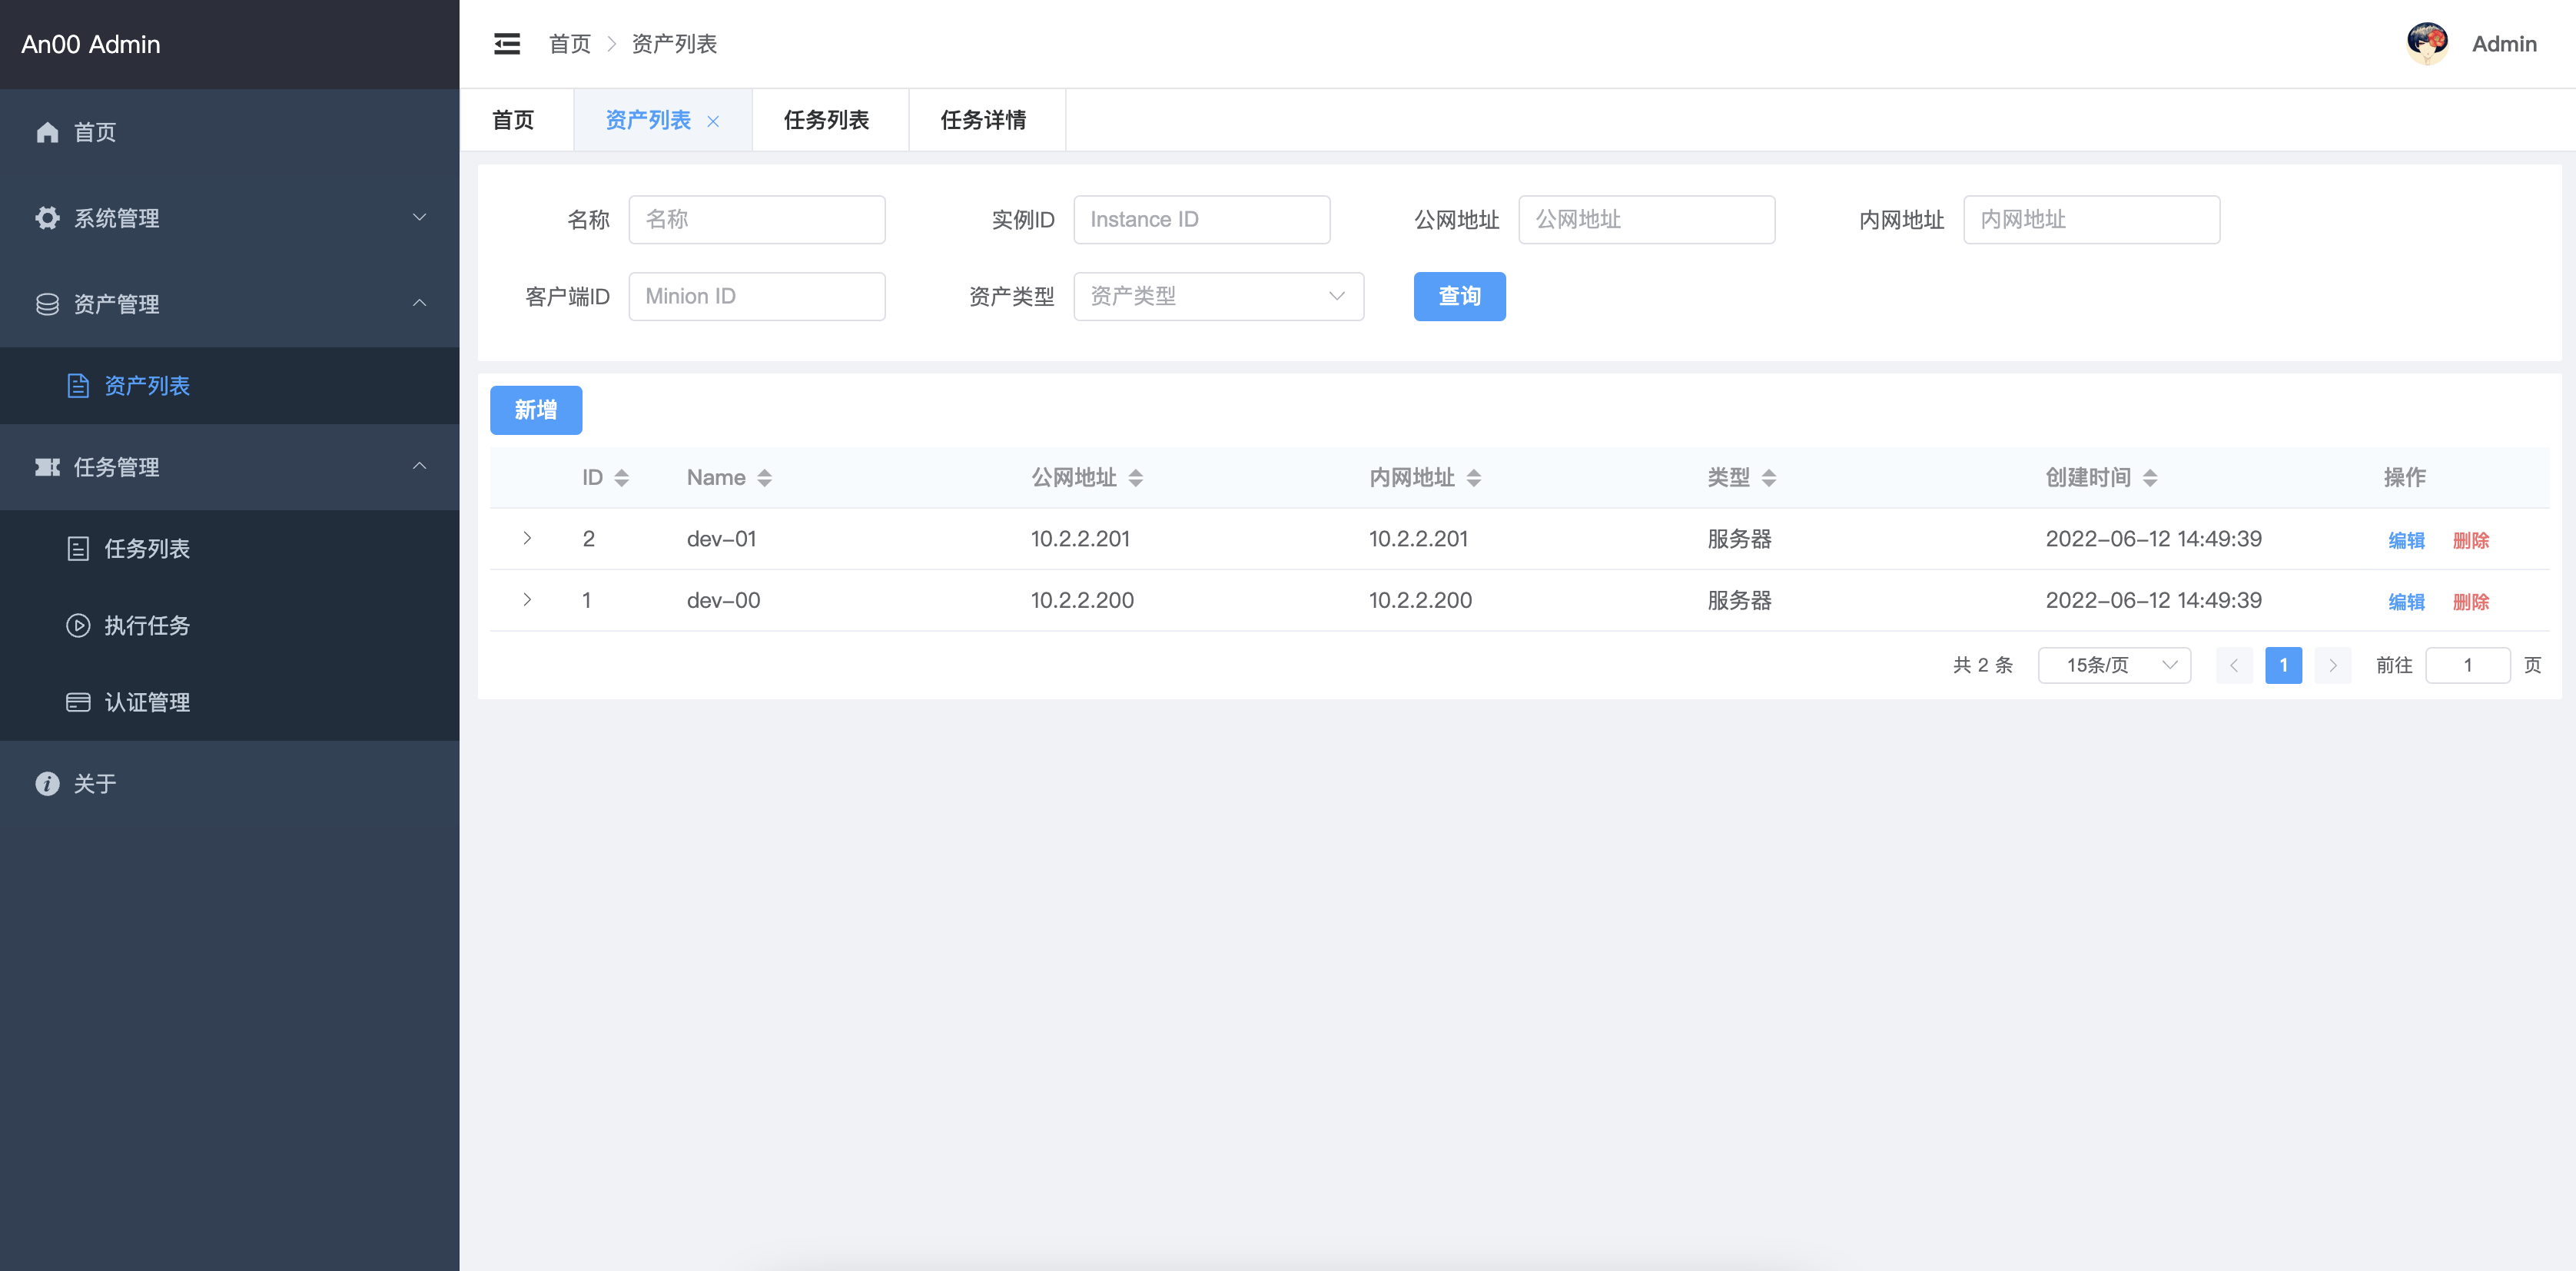 An00 Admin
首页
系统管理
资产管理
资产列表
任务管理
任务列表
执行任务
认证管理
关于
首页 > 资产列表
Admin
首页 资产列表 × 任务列表 任务详情
名称 名称 实例ID Instance ID 公网地址 公网地址 内网地址 内网地址
客户端ID Minion ID 资产类型 资产类型 查询
新增
ID Name 公网地址 内网地址 类型 创建时间 操作
2 dev-01 10.2.2.201 10.2.2.201 服务器 2022-06-12 14:49:39 编辑 删除
1 dev-00 10.2.2.200 10.2.2.200 服务器 2022-06-12 14:49:39 编辑 删除
共 2 条 15条/页 1 前往 1 页